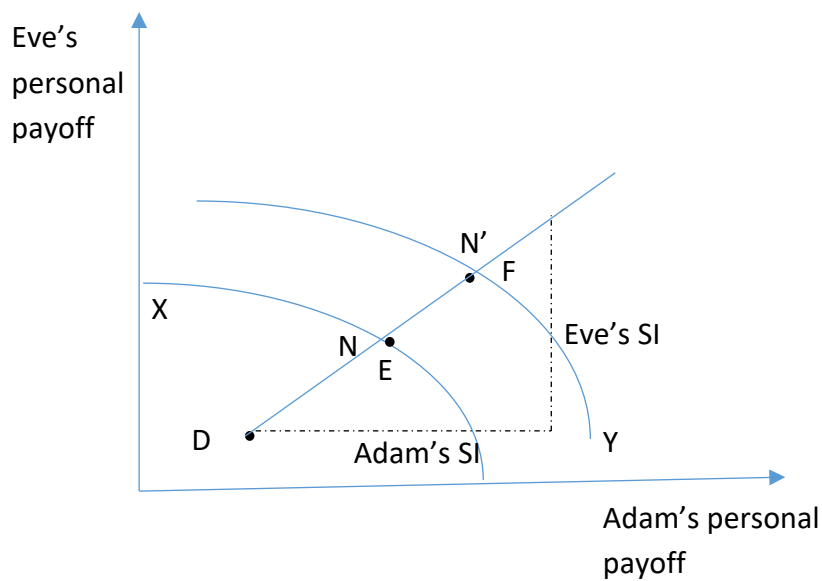 Eve's
personal
payoff
N'
F
X
Eve's SI
N
E
D
Adam's SI
Y
Adam's personal
payoff